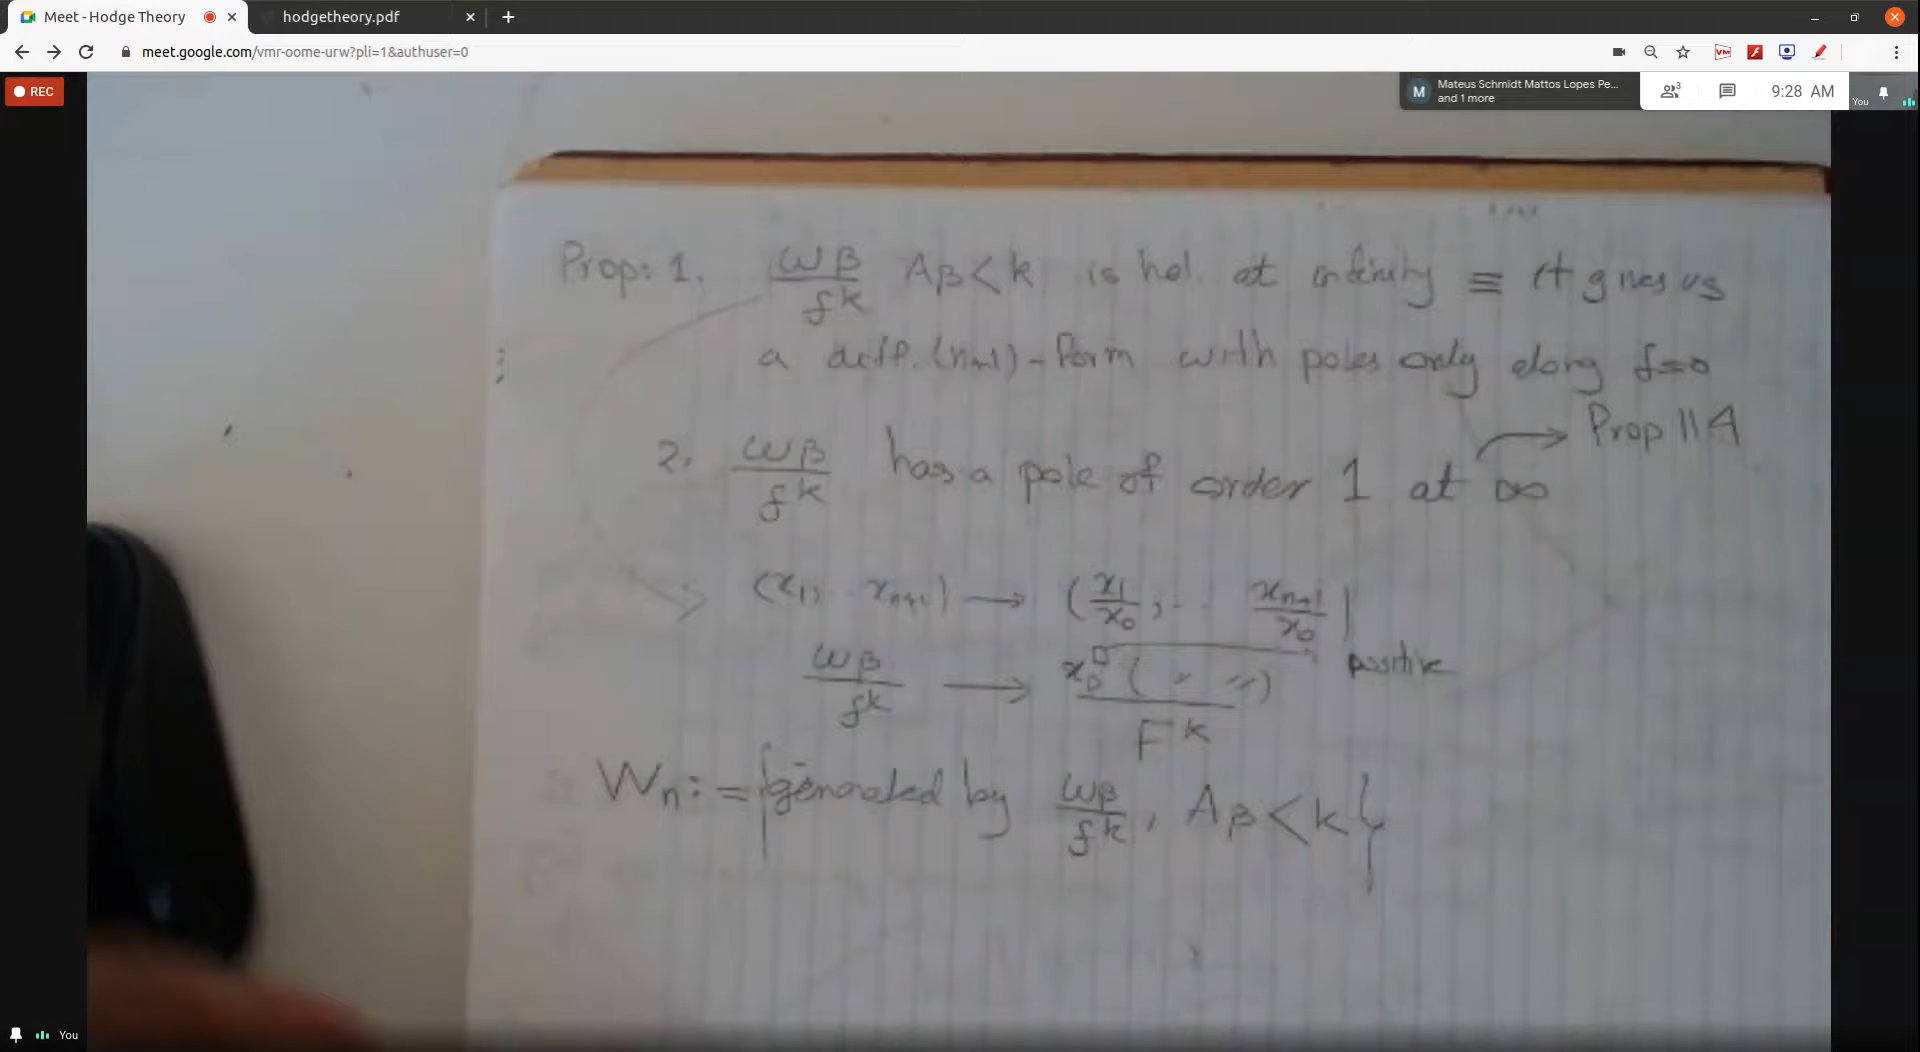 Meet - Hodge Theory
hodgetheory.pdf
meet.google.com/vmr-oome-urw?pli=1&authuser=0
REC
M
Mateus Schmidt Mattos Lopes Pe...
and 1 more
3
9:28 AM
You
Prop: 1. ωβ/f^k Aβ<k is hol. at infinity ≡ it gives us
a diff. (n+1)-form with poles only along f=0
2. ωβ/f^k has a pole of order 1 at ∞ → Prop 11.4
(x₁, .. xₙ₊₁) → (x₁/x₀, .. xₙ₊₁/x₀)
ωβ/f^k → x₀^□( " " )/F^k positive
Wₙ := {generated by ωβ/f^k, Aβ<k}
You